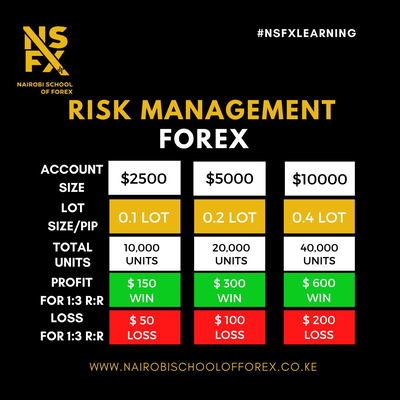 NS
FX
NAIROBI SCHOOL
OF FOREX
#NSFXLEARNING
RISK MANAGEMENT
FOREX
ACCOUNT
SIZE
$2500
$5000
$10000
LOT
SIZE/PIP
0.1 LOT
0.2 LOT
0.4 LOT
TOTAL
UNITS
10,000
UNITS
20,000
UNITS
40,000
UNITS
PROFIT
FOR 1:3 R:R
$ 150
WIN
$ 300
WIN
$ 600
WIN
LOSS
FOR 1:3 R:R
$ 50
LOSS
$ 100
LOSS
$ 200
LOSS
WWW.NAIROBISCHOOLOFFOREX.CO.KE